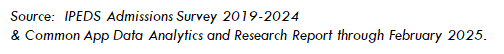 Source: IPEDS Admissions Survey 2019-2024
& Common App Data Analytics and Research Report through February 2025.